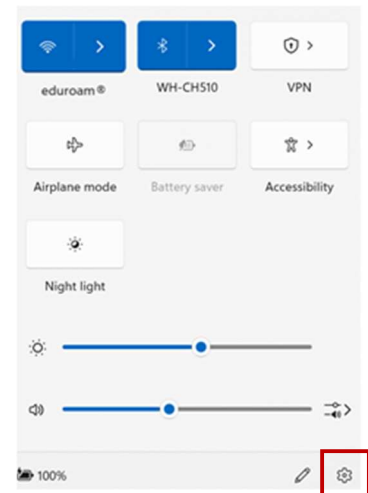 eduroam®
WH-CH510
VPN
Airplane mode
Battery saver
Accessibility
Night light
100%